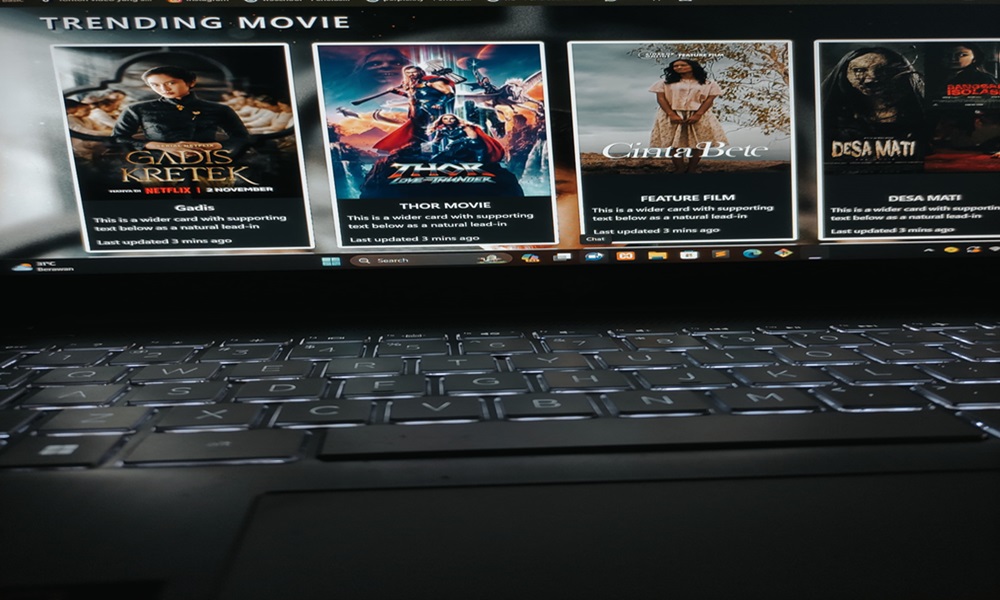 TRENDING MOVIE
GADIS
KRETEK
NETFLIX | 2 NOVEMBER
Gadis
This is a wider card with supporting
text below as a natural lead-in
Last updated 3 mins ago
THOR
LOVE AND THUNDER
THOR MOVIE
This is a wider card with supporting
text below as a natural lead-in
Last updated 3 mins ago
FEATURE FILM
Cinta Bete
FEATURE FILM
This is a wider card with supporting
text below as a natural lead-in
Last updated 3 mins ago
Chat
DESA MATI
DESA MATI
This is a wider card with supporting
text below as a natural lead-in
Last updated 3 mins ago
31°C
Berawan
Search
Q W E R T Y U I O P
A S D F G H J K L
Z X C V B N M